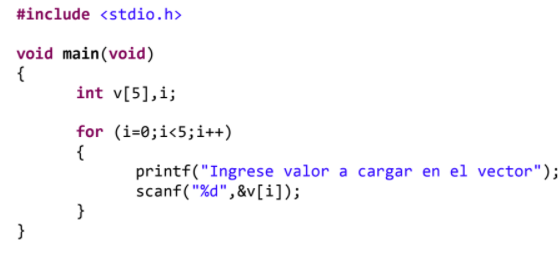 #include <stdio.h>
void main(void)
{
int v[5],i;
for (i=0;i<5;i++)
{
printf("Ingrese valor a cargar en el vector");
scanf("%d",&v[i]);
}
}